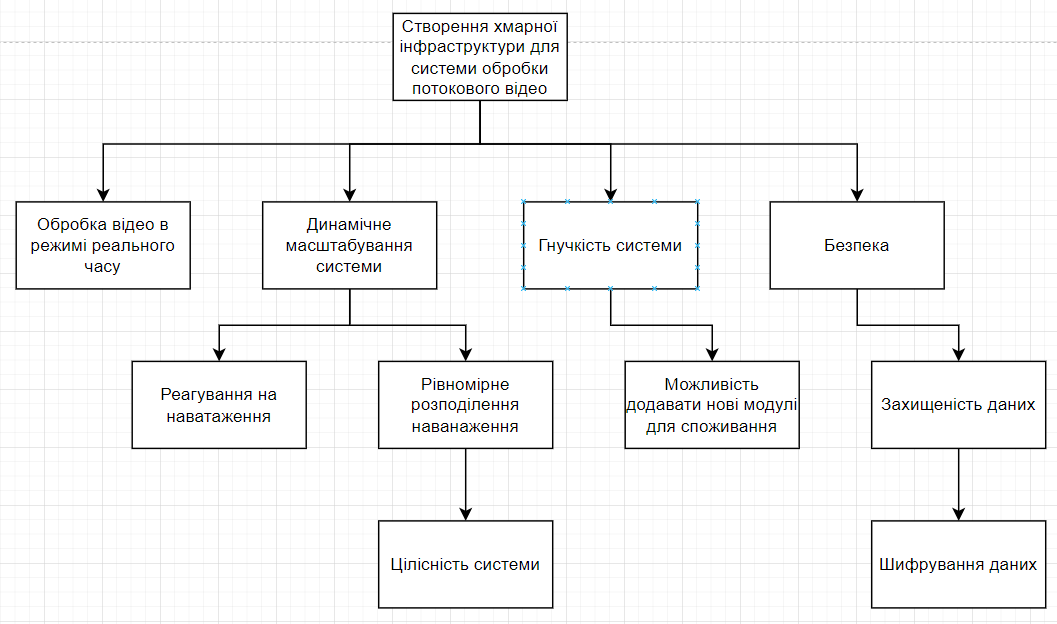 Створення хмарної
інфраструктури для
системи обробки
потокового відео
Обробка відео в
режимі реального
часу
Динамічне
масштабування
системи
Гнучкість системи
Безпека
Реагування на
наватаження
Рівномірне
розподілення
наванаження
Можливість
додавати нові модулі
для споживання
Захищеність даних
Цілісність системи
Шифрування даних